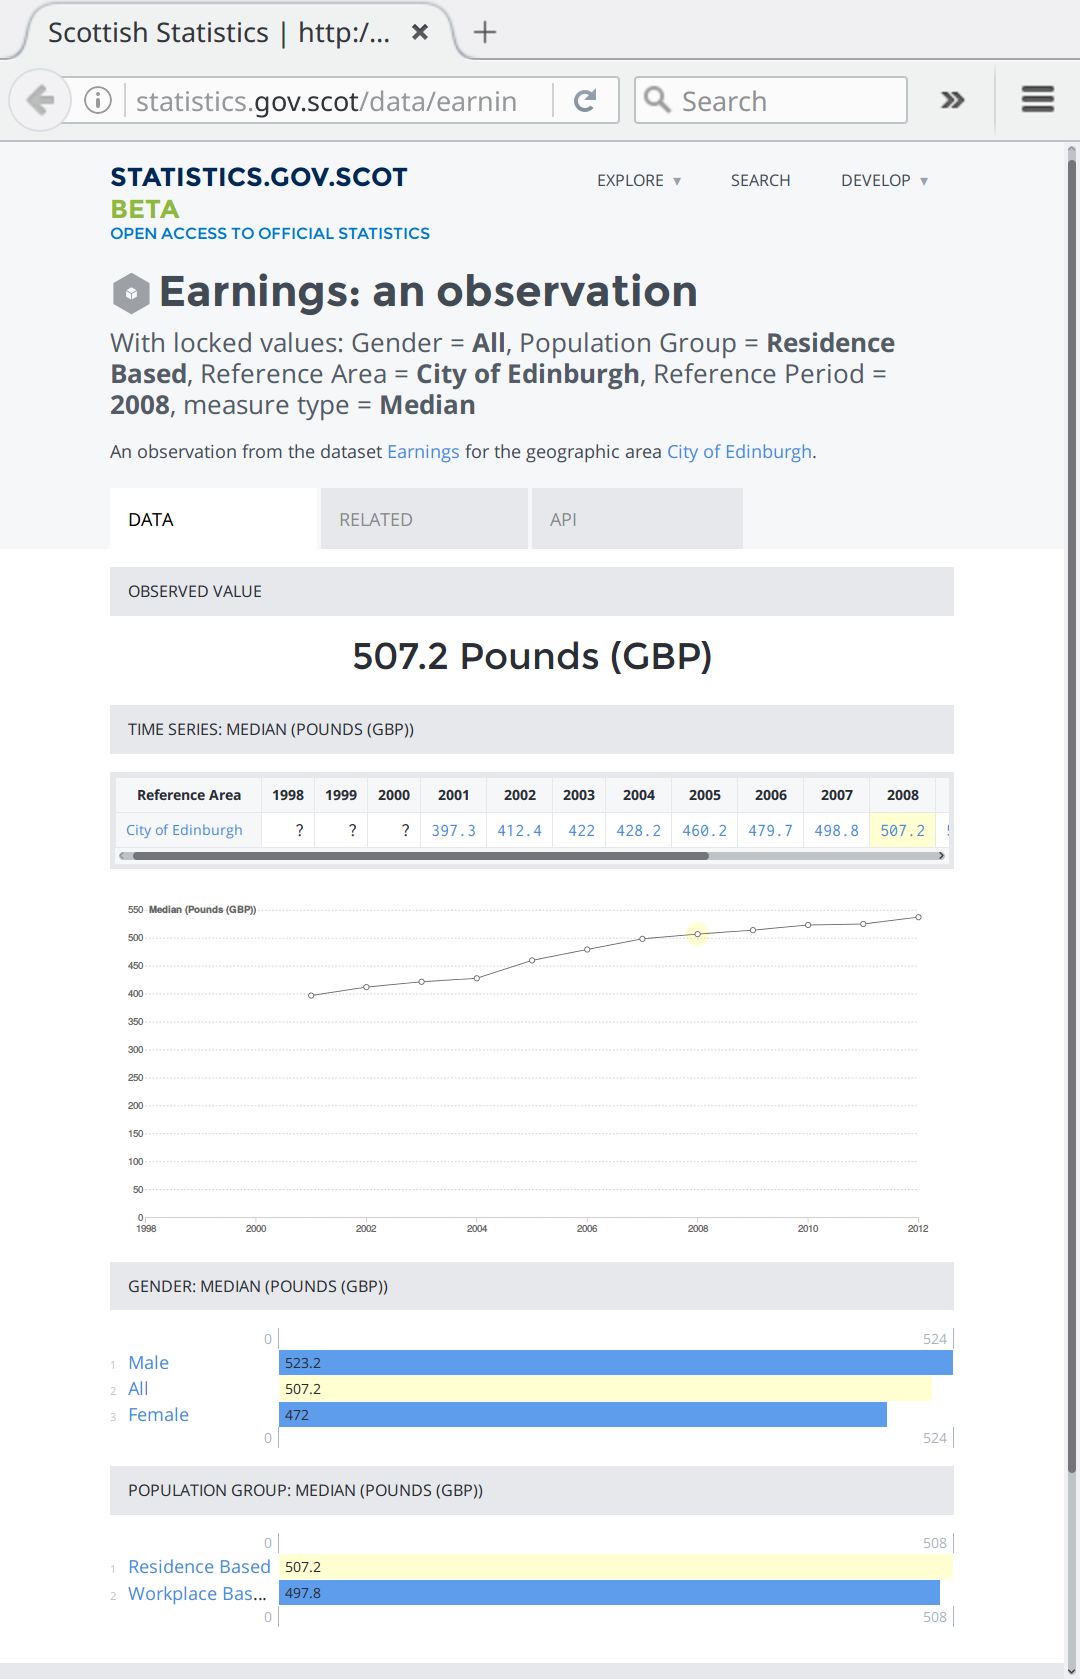 Scottish Statistics | http:/...
statistics.gov.scot/data/earnin
Search
STATISTICS.GOV.SCOT
BETA
OPEN ACCESS TO OFFICIAL STATISTICS
EXPLORE ▼ SEARCH DEVELOP ▼
Earnings: an observation
With locked values: Gender = All, Population Group = Residence
Based, Reference Area = City of Edinburgh, Reference Period =
2008, measure type = Median
An observation from the dataset Earnings for the geographic area City of Edinburgh.
DATA RELATED API
OBSERVED VALUE
507.2 Pounds (GBP)
TIME SERIES: MEDIAN (POUNDS (GBP))
Reference Area 1998 1999 2000 2001 2002 2003 2004 2005 2006 2007 2008
City of Edinburgh ? ? ? 397.3 412.4 422 428.2 460.2 479.7 498.8 507.2
550 Median (Pounds (GBP))
500
450
400
350
300
250
200
150
100
50
0
1998 2000 2002 2004 2006 2008 2010 2012
GENDER: MEDIAN (POUNDS (GBP))
0 524
1 Male 523.2
2 All 507.2
3 Female 472
0 524
POPULATION GROUP: MEDIAN (POUNDS (GBP))
0 508
1 Residence Based 507.2
2 Workplace Bas... 497.8
0 508